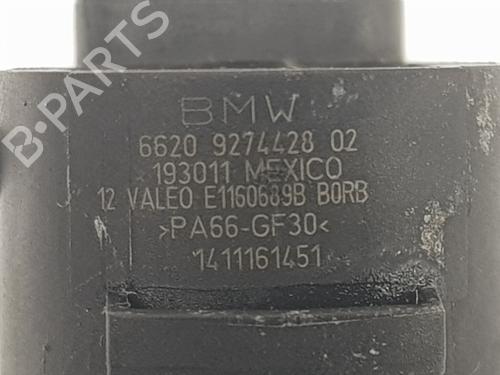 BMW
6620 9274428 02
193011 MEXICO
12 VALEO E1160689B BORB
>PA66-GF30<
1411161451
B-PARTS